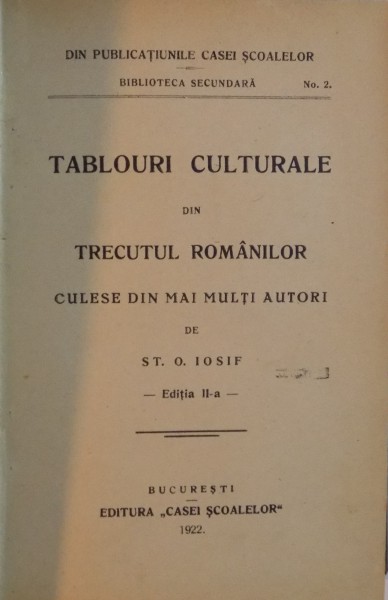 DIN PUBLICAȚIUNILE CASEI ȘCOALELOR
BIBLIOTECA SECUNDARĂ No. 2.
TABLOURI CULTURALE
DIN
TRECUTUL ROMÂNILOR
CULESE DIN MAI MULȚI AUTORI
DE
ST. O. IOSIF
— Ediția II-a —
BUCUREȘTI
EDITURA „CASEI ȘCOALELOR“
1922.